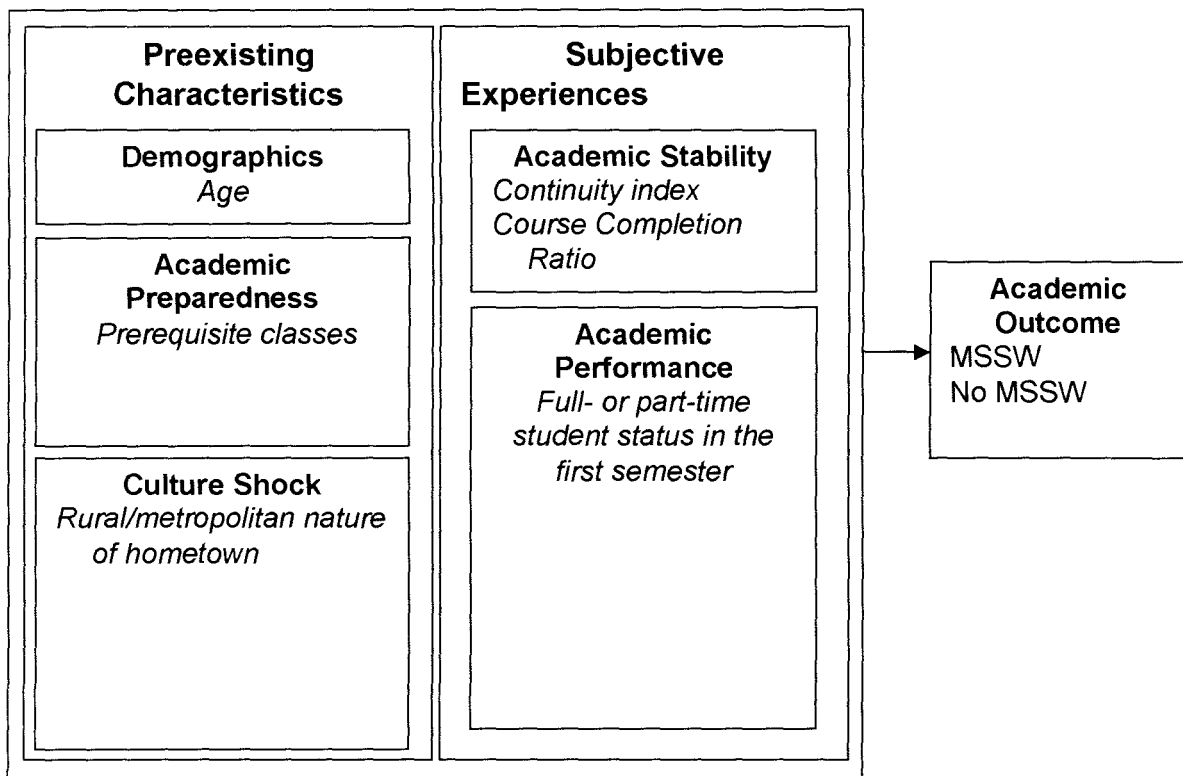 Preexisting
Characteristics
Demographics
Age
Academic
Preparedness
Prerequisite classes
Culture Shock
Rural/metropolitan nature
of hometown
Subjective
Experiences
Academic Stability
Continuity index
Course Completion
Ratio
Academic
Performance
Full- or part-time
student status in the
first semester
Academic
Outcome
MSSW
No MSSW